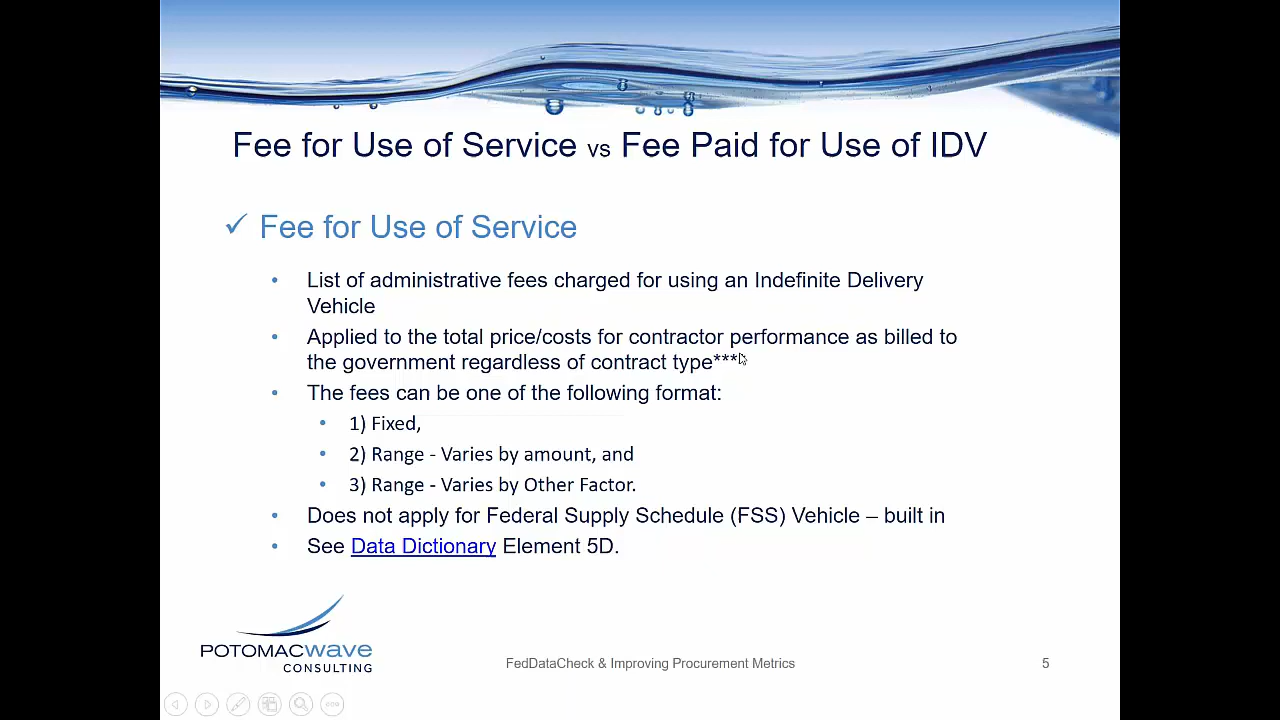 Fee for Use of Service vs Fee Paid for Use of IDV
✓ Fee for Use of Service
• List of administrative fees charged for using an Indefinite Delivery
Vehicle
• Applied to the total price/costs for contractor performance as billed to
the government regardless of contract type***
• The fees can be one of the following format:
• 1) Fixed,
• 2) Range - Varies by amount, and
• 3) Range - Varies by Other Factor.
• Does not apply for Federal Supply Schedule (FSS) Vehicle – built in
• See Data Dictionary Element 5D.
POTOMACWAVE
CONSULTING
FedDataCheck & Improving Procurement Metrics
5